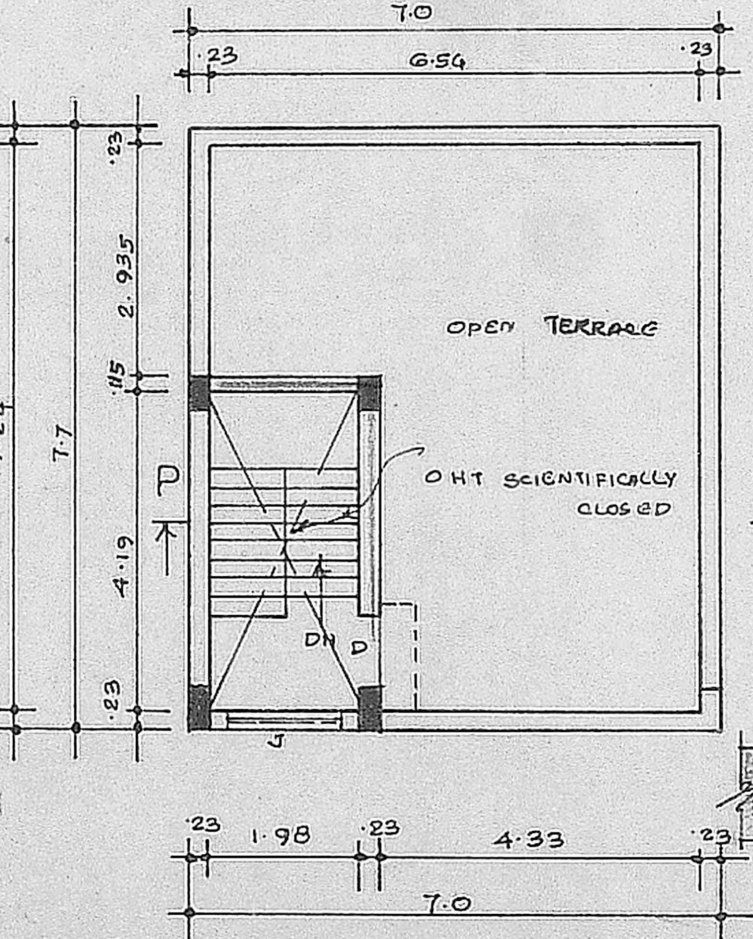 7.0
.23 6.54 .23
.23
2.935
.115
7.7
4.19
.23
OPEN TERRACE
P
OHT SCIENTIFICALLY
CLOSED
DN D
J
.23 1.98 .23 4.33 .23
7.0